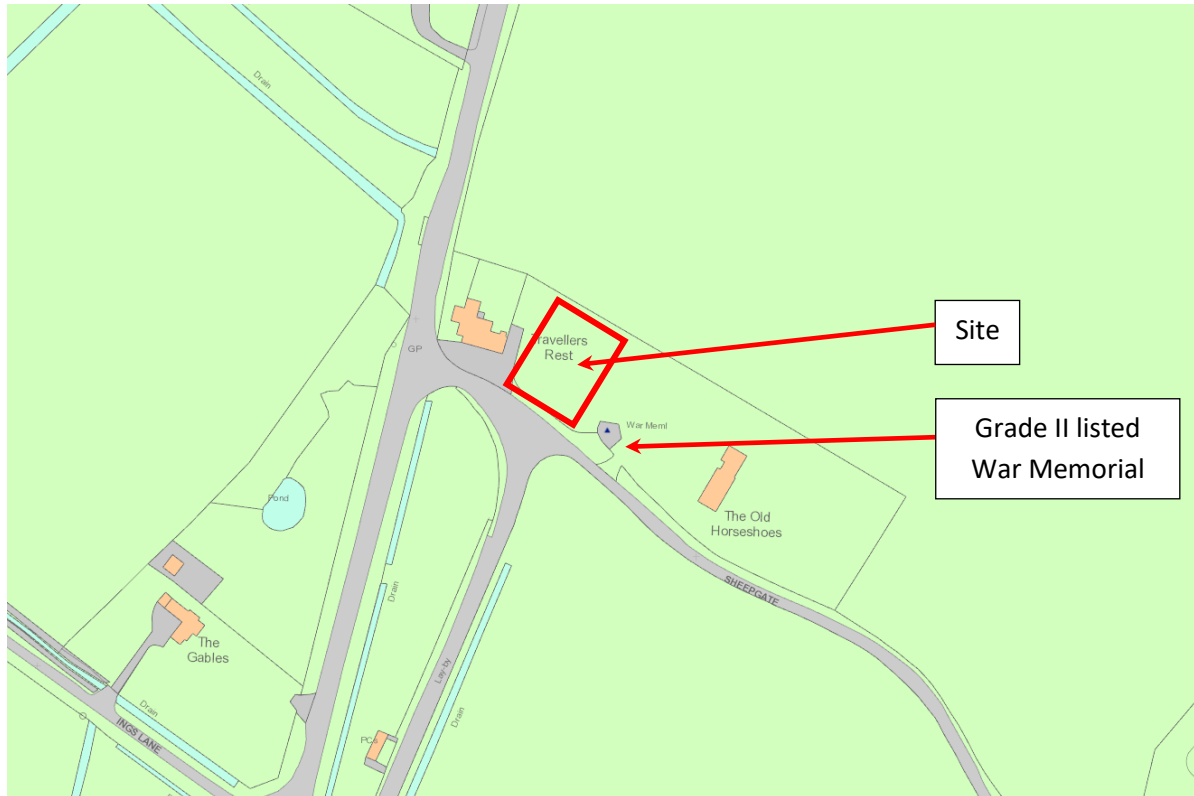 Drain
GP
Travellers
Rest
Site
War Meml
Grade II listed
War Memorial
Pond
The Old
Horseshoes
SHEEPGATE
Drain
The
Gables
Lay-by
Drain
Drain
INGS LANE
PCs